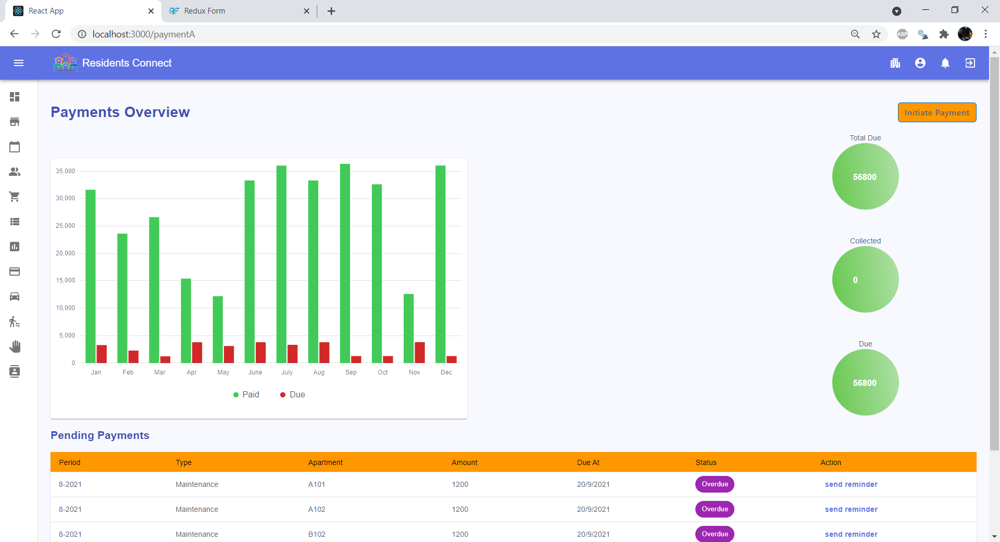 React App
Redux Form
localhost:3000/paymentA
ABP
Residents Connect
Payments Overview
Initiate Payment
Total Due
56800
Collected
0
Due
56800
35,000
30,000
25,000
20,000
15,000
10,000
5,000
0
Jan Feb Mar Apr May June July Aug Sep Oct Nov Dec
Paid Due
Pending Payments
Period Type Apartment Amount Due At Status Action
8-2021 Maintenance A101 1200 20/9/2021 Overdue send reminder
8-2021 Maintenance A102 1200 20/9/2021 Overdue send reminder
8-2021 Maintenance B102 1200 20/9/2021 Overdue send reminder